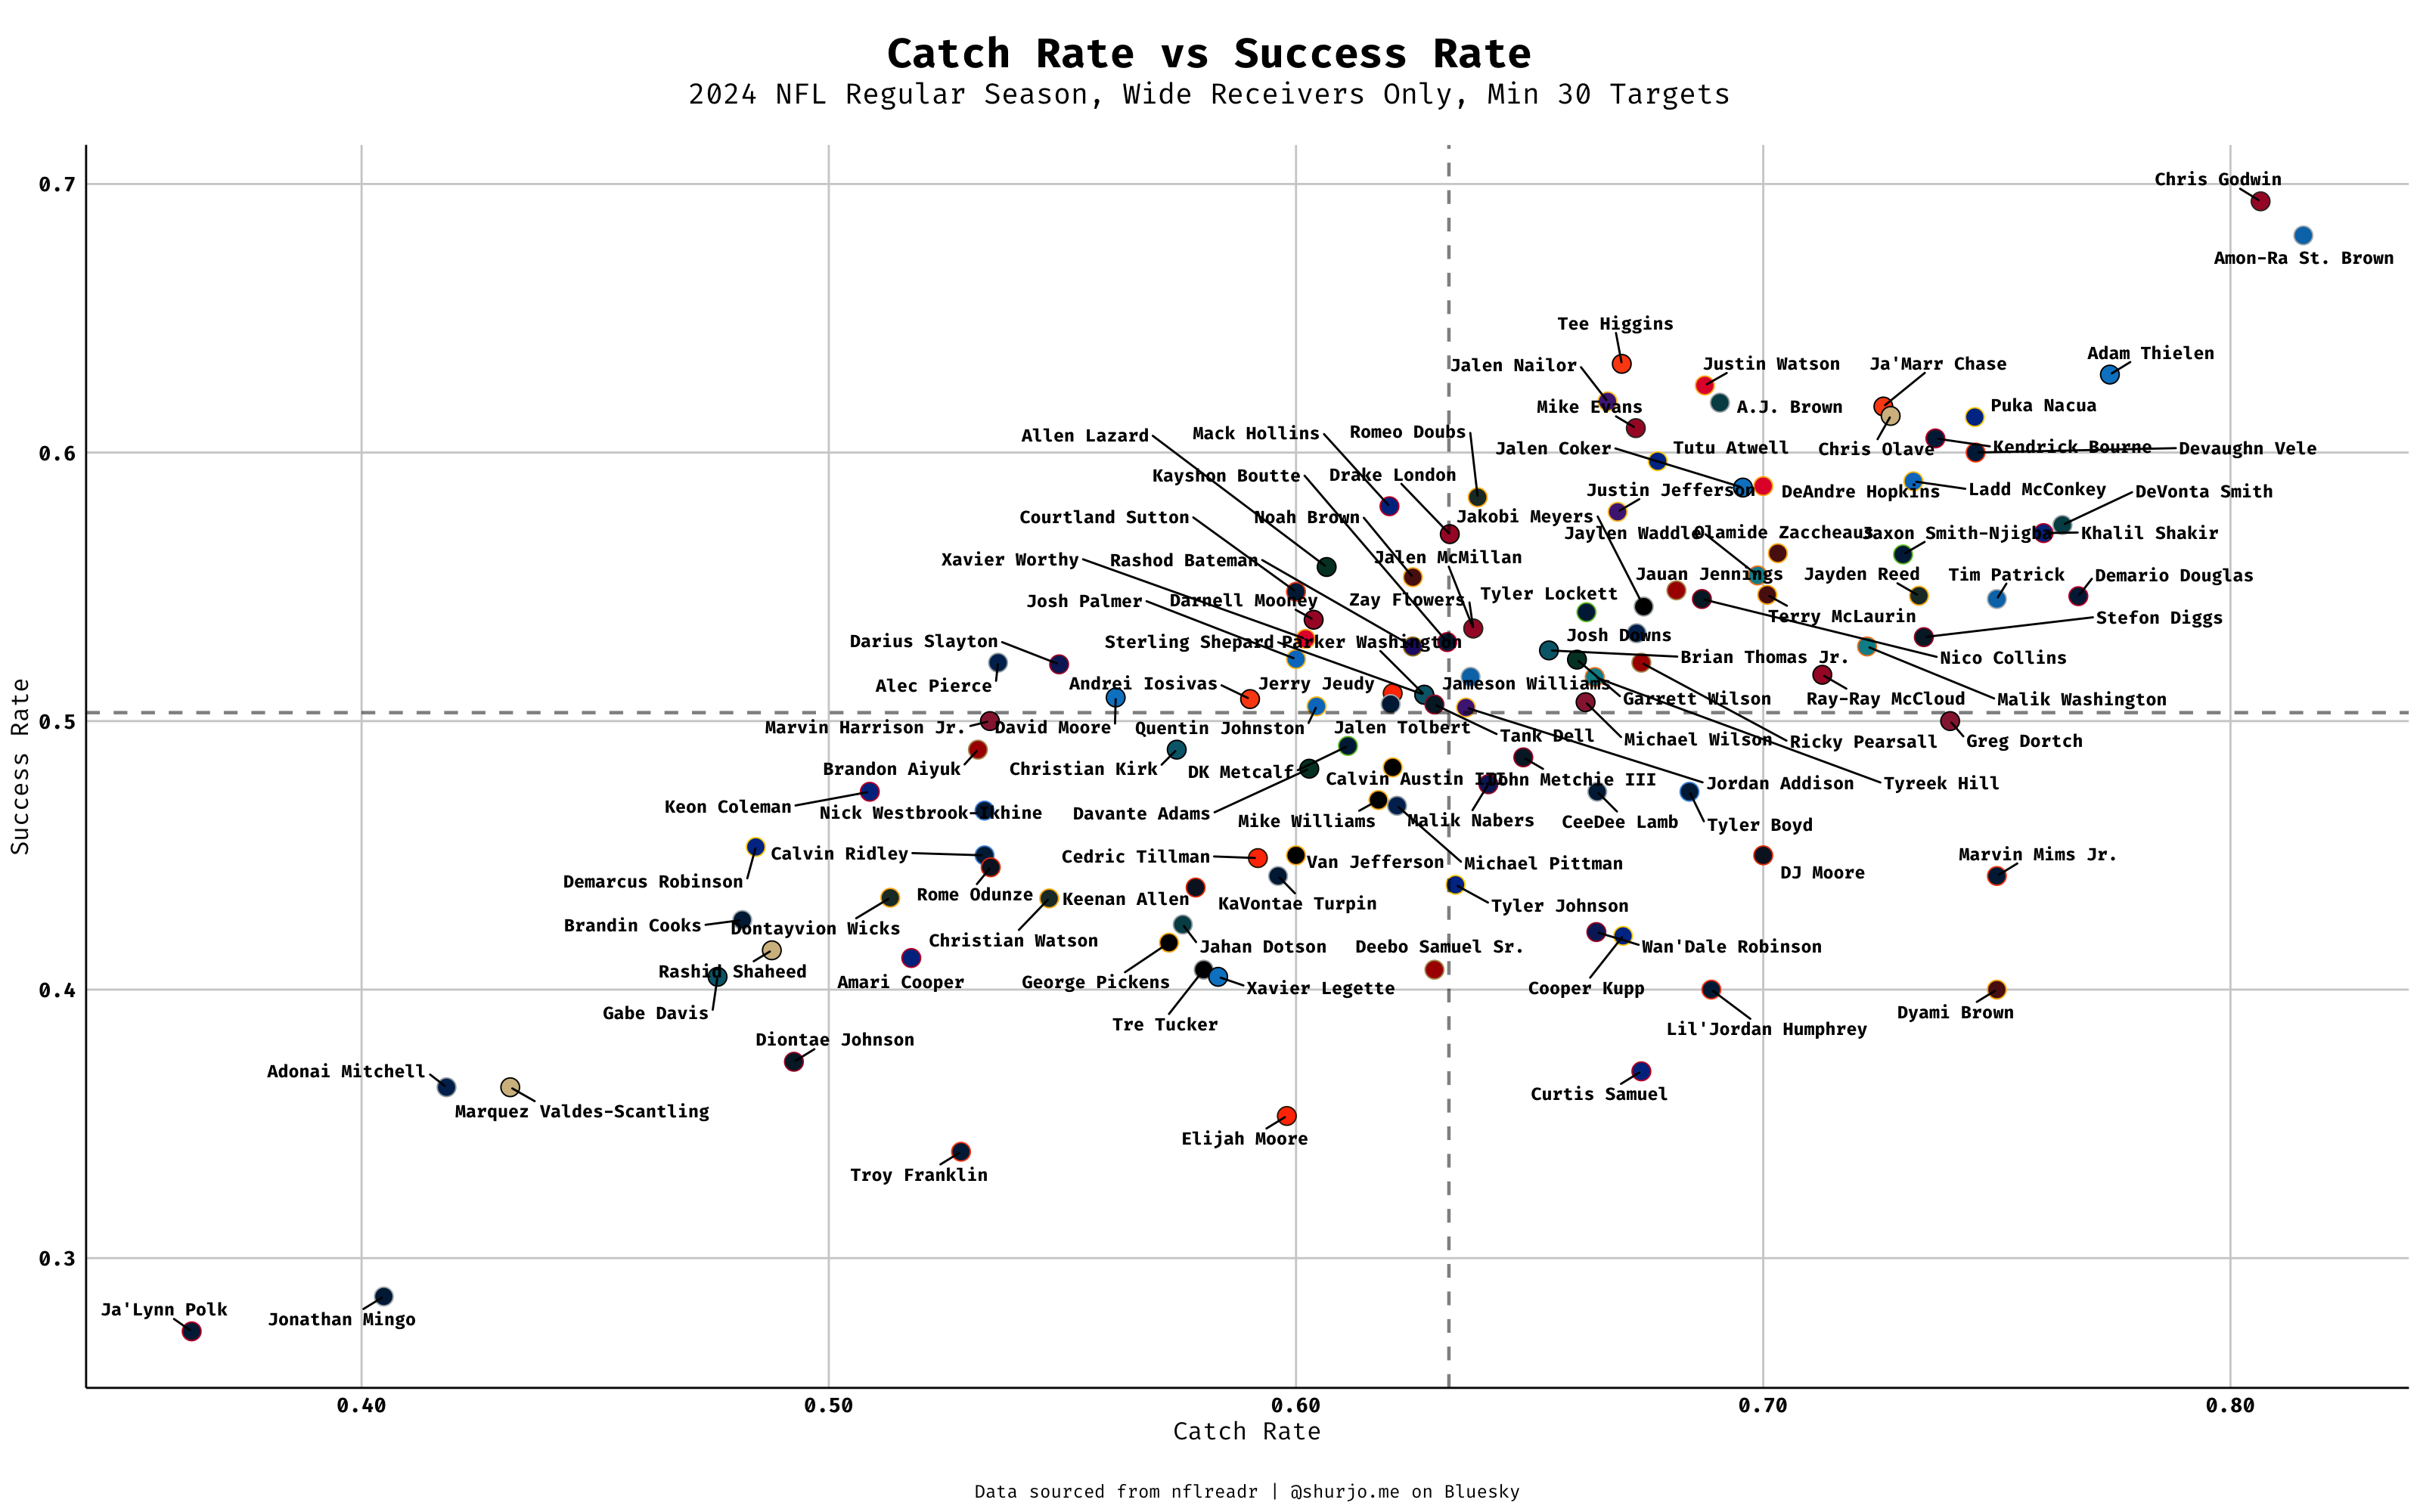 Catch Rate vs Success Rate
2024 NFL Regular Season, Wide Receivers Only, Min 30 Targets
0.7
Chris Godwin
Amon-Ra St. Brown
Tee Higgins
Adam Thielen
Jalen Nailor
Justin Watson
Ja'Marr Chase
Puka Nacua
Mike Evans
A.J. Brown
Romeo Doubs
Mack Hollins
Allen Lazard
Jalen Coker
Tutu Atwell
Chris Olave
Kendrick Bourne
Devaughn Vele
0.6
Kayshon Boutte
Drake London
Justin Jefferson
DeAndre Hopkins
Ladd McConkey
DeVonta Smith
Courtland Sutton
Noah Brown
Jakobi Meyers
Jaylen Waddle
Olamide Zaccheaus
Jaxon Smith-Njigba
Khalil Shakir
Xavier Worthy
Rashod Bateman
Jalen McMillan
Jauan Jennings
Jayden Reed
Tim Patrick
Demario Douglas
Josh Palmer
Darnell Mooney
Zay Flowers
Tyler Lockett
Terry McLaurin
Stefon Diggs
Darius Slayton
Sterling Shepard
Parker Washington
Josh Downs
Brian Thomas Jr.
Nico Collins
Alec Pierce
Andrei Iosivas
Jerry Jeudy
Jameson Williams
Garrett Wilson
Ray-Ray McCloud
Malik Washington
Marvin Harrison Jr.
David Moore
Quentin Johnston
Jalen Tolbert
Tank Dell
Michael Wilson
Ricky Pearsall
Greg Dortch
0.5
Brandon Aiyuk
Christian Kirk
DK Metcalf
Calvin Austin III
John Metchie III
Jordan Addison
Tyreek Hill
Keon Coleman
Nick Westbrook-Ikhine
Davante Adams
Mike Williams
Malik Nabers
CeeDee Lamb
Tyler Boyd
Demarcus Robinson
Calvin Ridley
Cedric Tillman
Van Jefferson
Michael Pittman
DJ Moore
Marvin Mims Jr.
Rome Odunze
Keenan Allen
KaVontae Turpin
Tyler Johnson
Brandin Cooks
Dontayvion Wicks
Christian Watson
Jahan Dotson
Deebo Samuel Sr.
Wan'Dale Robinson
Rashid Shaheed
Amari Cooper
George Pickens
Xavier Legette
Cooper Kupp
0.4
Gabe Davis
Tre Tucker
Lil'Jordan Humphrey
Dyami Brown
Diontae Johnson
Adonai Mitchell
Marquez Valdes-Scantling
Curtis Samuel
Elijah Moore
Troy Franklin
0.3
Ja'Lynn Polk
Jonathan Mingo
Success Rate
0.40
0.50
0.60
0.70
0.80
Catch Rate
Data sourced from nflreadr | @shurjo.me on Bluesky